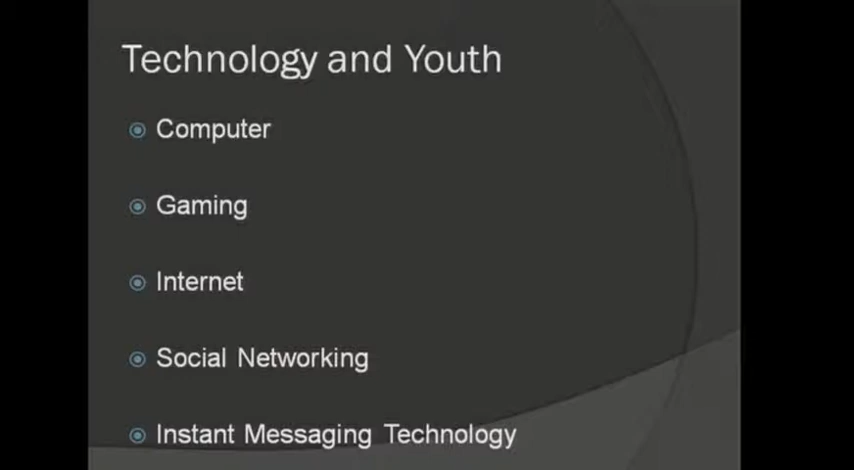 Technology and Youth
Computer
Gaming
Internet
Social Networking
Instant Messaging Technology